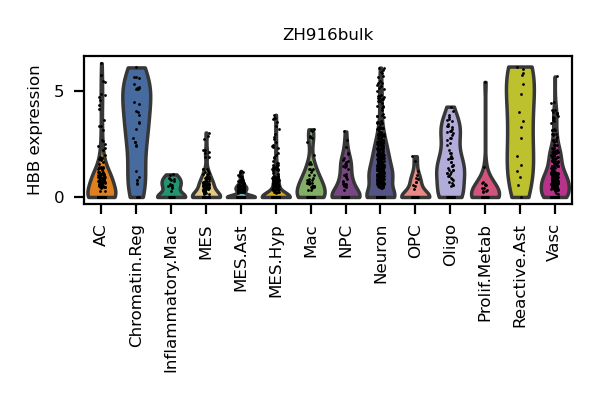 ZH916bulk
HBB expression
5
0
AC
Chromatin.Reg
Inflammatory.Mac
MES
MES.Ast
MES.Hyp
Mac
NPC
Neuron
OPC
Oligo
Prolif.Metab
Reactive.Ast
Vasc